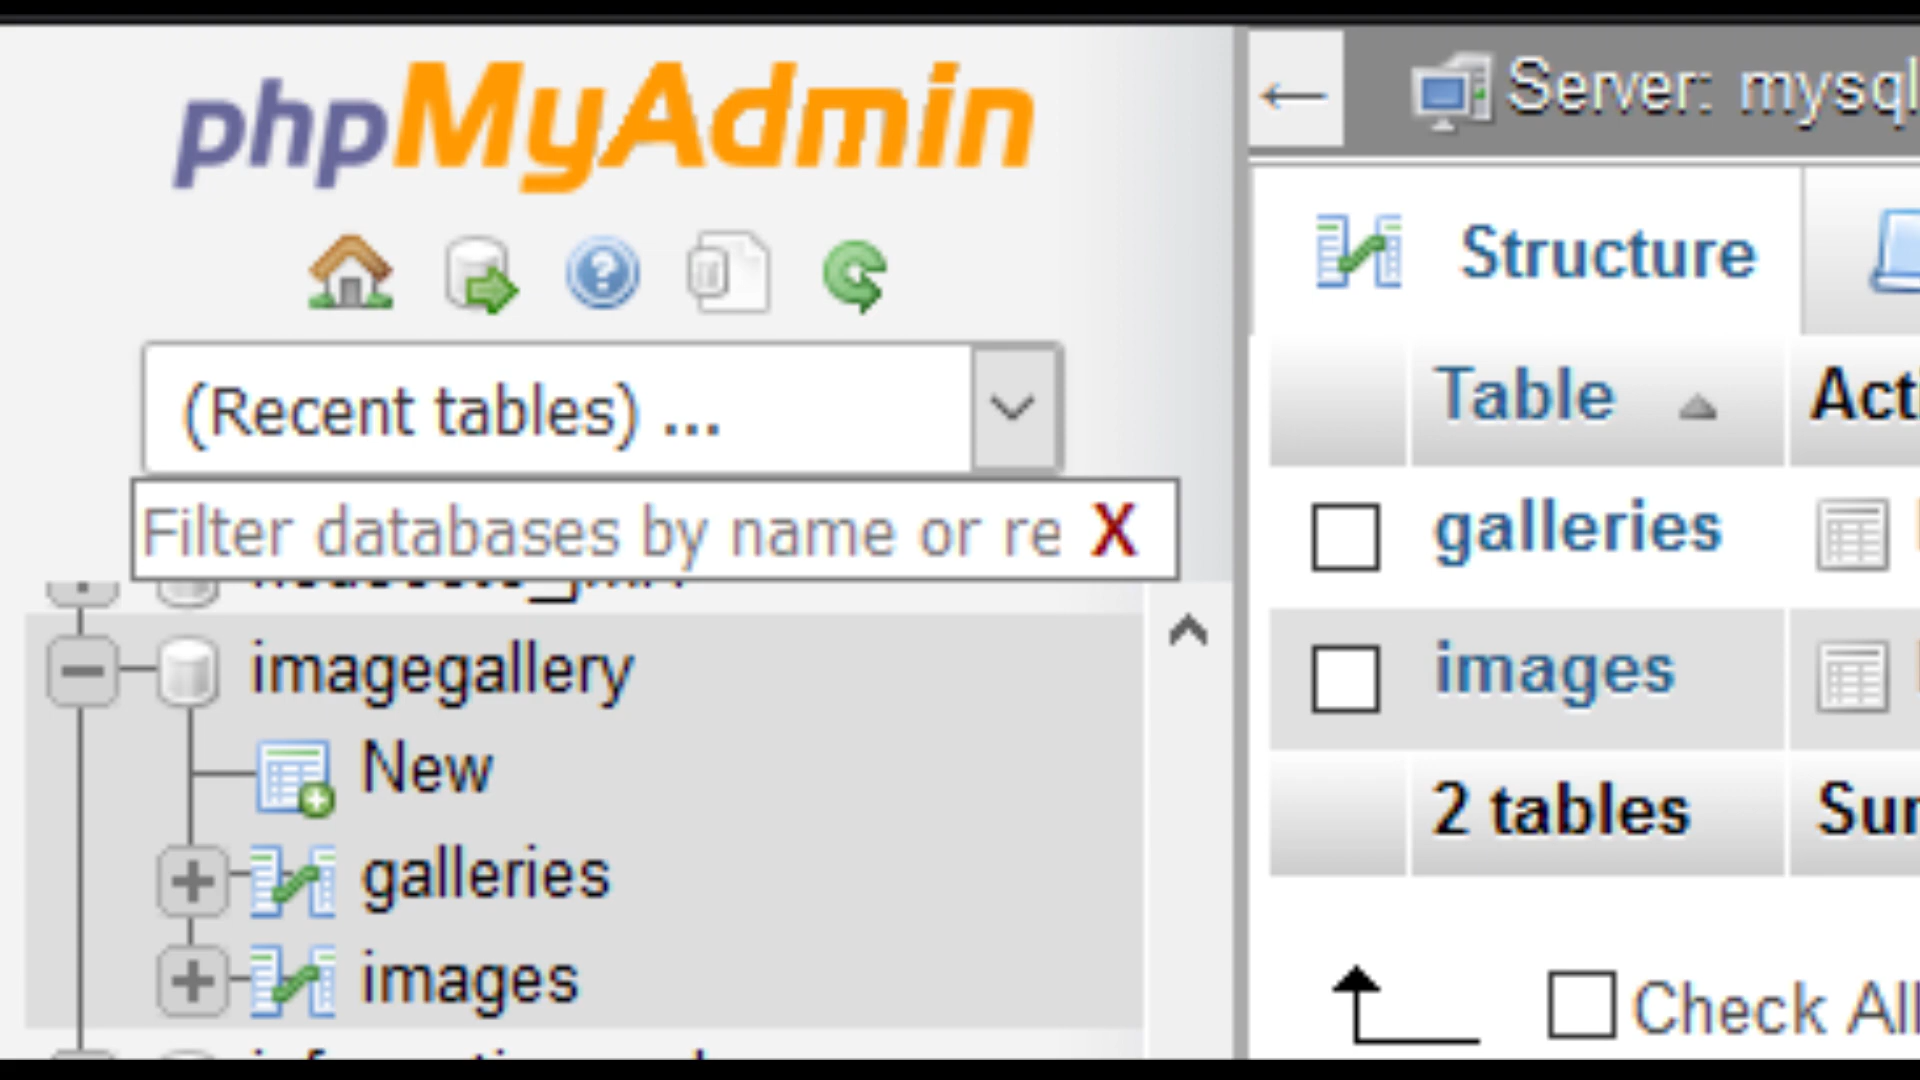 phpMyAdmin
(Recent tables) ...
Filter databases by name or re X
imagegallery
New
galleries
images
Server: mysql
Structure
Table
galleries
images
2 tables
Check All